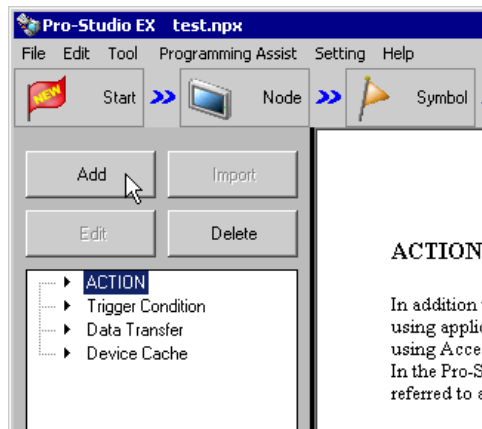 Pro-Studio EX test.npx
File Edit Tool Programming Assist Setting Help
NEW Start Node Symbol
Add Import
Edit Delete
ACTION
Trigger Condition
Data Transfer
Device Cache
ACTION
In addition
using appli
using Acce
In the Pro-S
referred to a